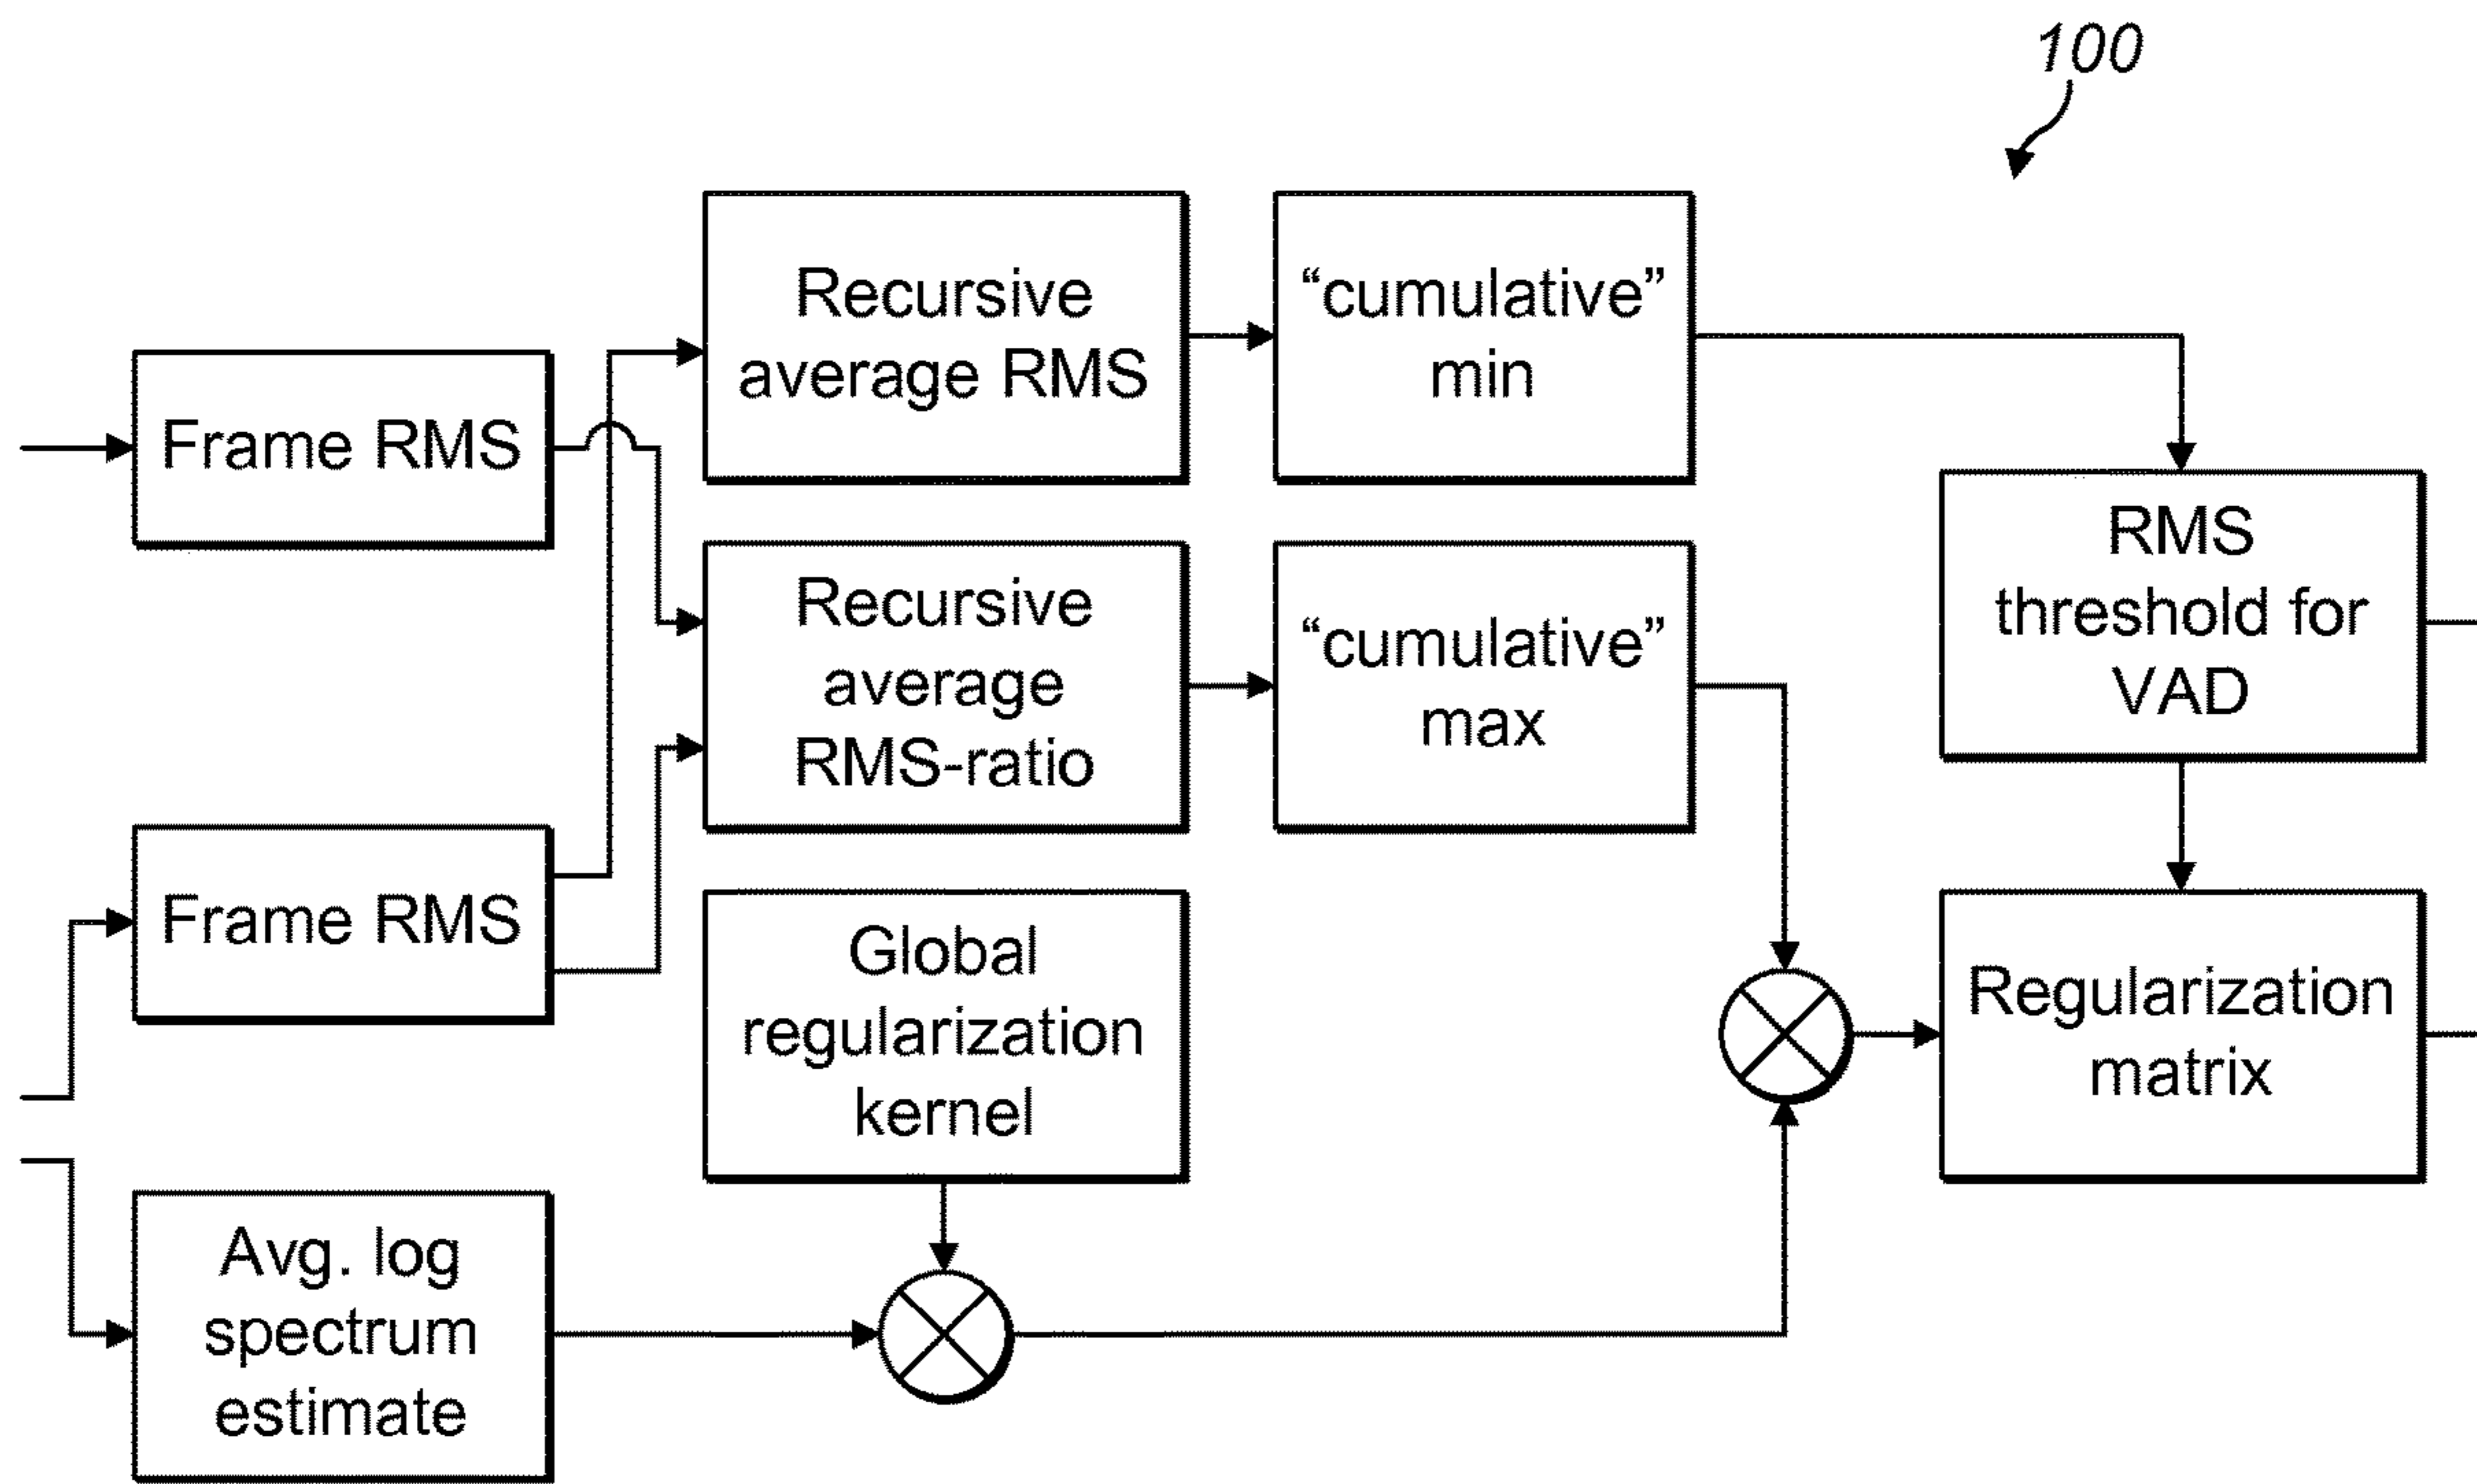 100
Recursive
average RMS
“cumulative”
min
Frame RMS
RMS
threshold for
VAD
Recursive
average
RMS-ratio
“cumulative”
max
Frame RMS
Global
regularization
kernel
Regularization
matrix
Avg. log
spectrum
estimate